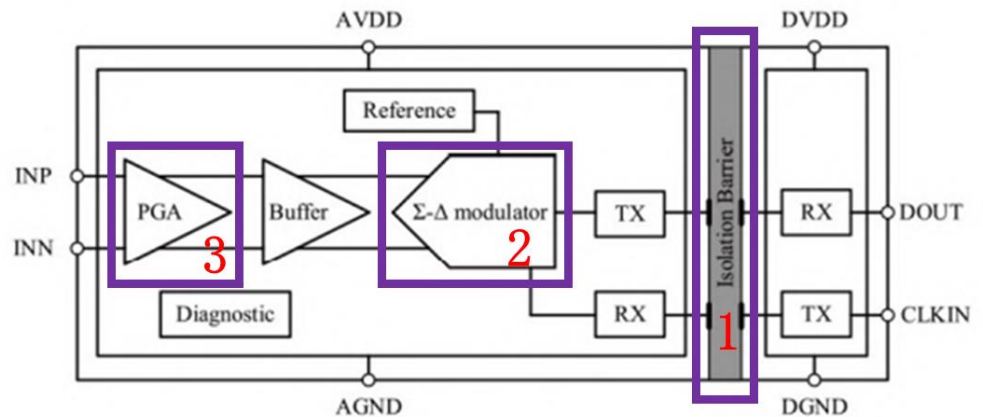 AVDD
DVDD
Reference
INP
PGA
Buffer
Σ-Δ modulator
TX
Isolation Barrier
RX
DOUT
INN
3
2
Diagnostic
RX
1
TX
CLKIN
AGND
DGND